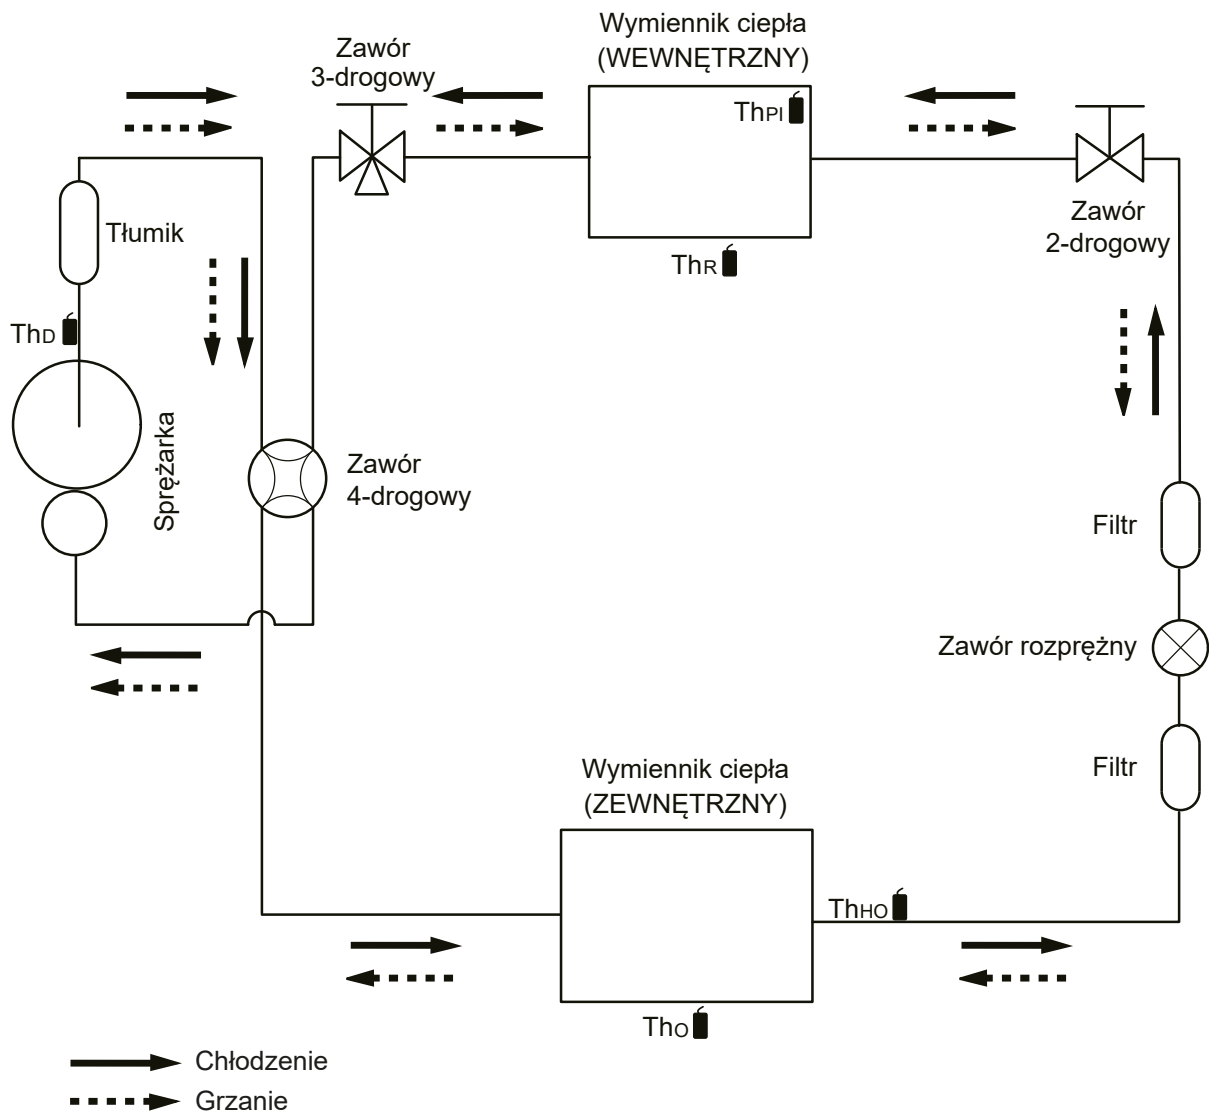 Wymiennik ciepła
(WEWNĘTRZNY)
Zawór
3-drogowy
ThPI
Zawór
2-drogowy
Tłumik
ThR
ThD
Sprężarka
Zawór
4-drogowy
Filtr
Zawór rozprężny
Filtr
Wymiennik ciepła
(ZEWNĘTRZNY)
ThHO
ThO
Chłodzenie
Grzanie